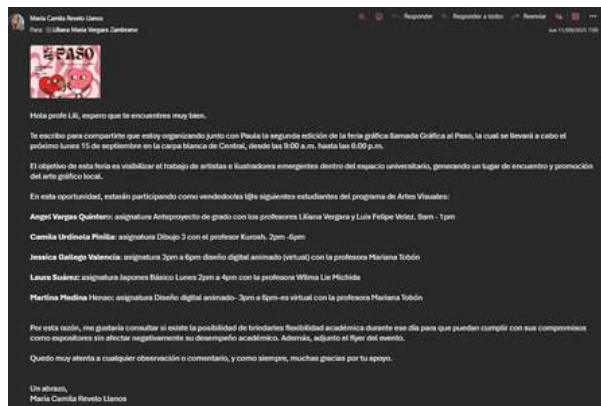 Maria Camila Revelo Llanos
Para: Liliana Maria Vergara Zambrano
Responder
Responder a todos
Reenviar
Jue 11/09/2025 7:00
AL PASO
Hola profe Lili, espero que te encuentres muy bien.
Te escribo para compartirte que estoy organizando junto con Paula la segunda edición de la feria gráfica llamada Gráfica al Paso, la cual se llevará a cabo el
próximo lunes 15 de septiembre en la carpa blanca de Central, desde las 9:00 a.m. hasta las 6:00 p.m.
El objetivo de esta feria es visibilizar el trabajo de artistas e ilustradores emergentes dentro del espacio universitario, generando un lugar de encuentro y promoción
del arte gráfico local.
En esta oportunidad, estarán participando como vendedor/as l@s siguientes estudiantes del programa de Artes Visuales:
Angel Vargas Quintero: asignatura Anteproyecto de grado con los profesores Liliana Vergara y Luis Felipe Velez. 9am - 1pm
Camila Urdinola Pinilla: asignatura Dibujo 3 con el profesor Kurosh. 2pm -6pm
Jessica Gallego Valencia: asignatura 3pm a 6pm diseño digital animado (virtual) con la profesora Mariana Tobón
Laura Suárez: asignatura Japones Básico Lunes 2pm a 4pm con la profesora Wilma Lie Michida
Martina Medina Henao: asignatura Diseño digital animado- 3pm a 6pm-es virtual con la profesora Mariana Tobón
Por esta razón, me gustaría consultar si existe la posibilidad de brindarles flexibilidad académica durante ese día para que puedan cumplir con sus compromisos
como expositores sin afectar negativamente su desempeño académico. Además, adjunto el flyer del evento.
Quedo muy atenta a cualquier observación o comentario, y como siempre, muchas gracias por tu apoyo.
Un abrazo,
María Camila Revelo Llanos